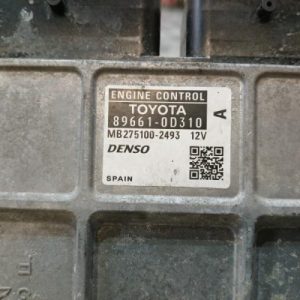 ENGINE CONTROL
TOYOTA
89661-0D310 A
MB275100-2493 12V
DENSO
SPAIN